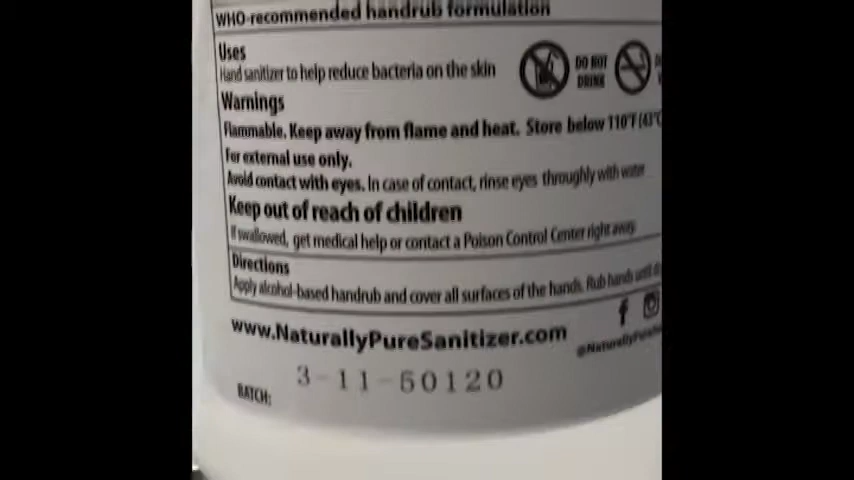 WHO-recommended handrub formulation
Uses
Hand sanitizer to help reduce bacteria on the skin
DO NOT
DRINK
Warnings
Flammable. Keep away from flame and heat. Store below 110°F (43°C
For external use only.
Avoid contact with eyes. In case of contact, rinse eyes throughly with water
Keep out of reach of children
If swallowed, get medical help or contact a Poison Control Center right away.
Directions
Apply alcohol-based handrub and cover all surfaces of the hands. Rub hands until
www.NaturallyPureSanitizer.com
BATCH: 3-11-50120